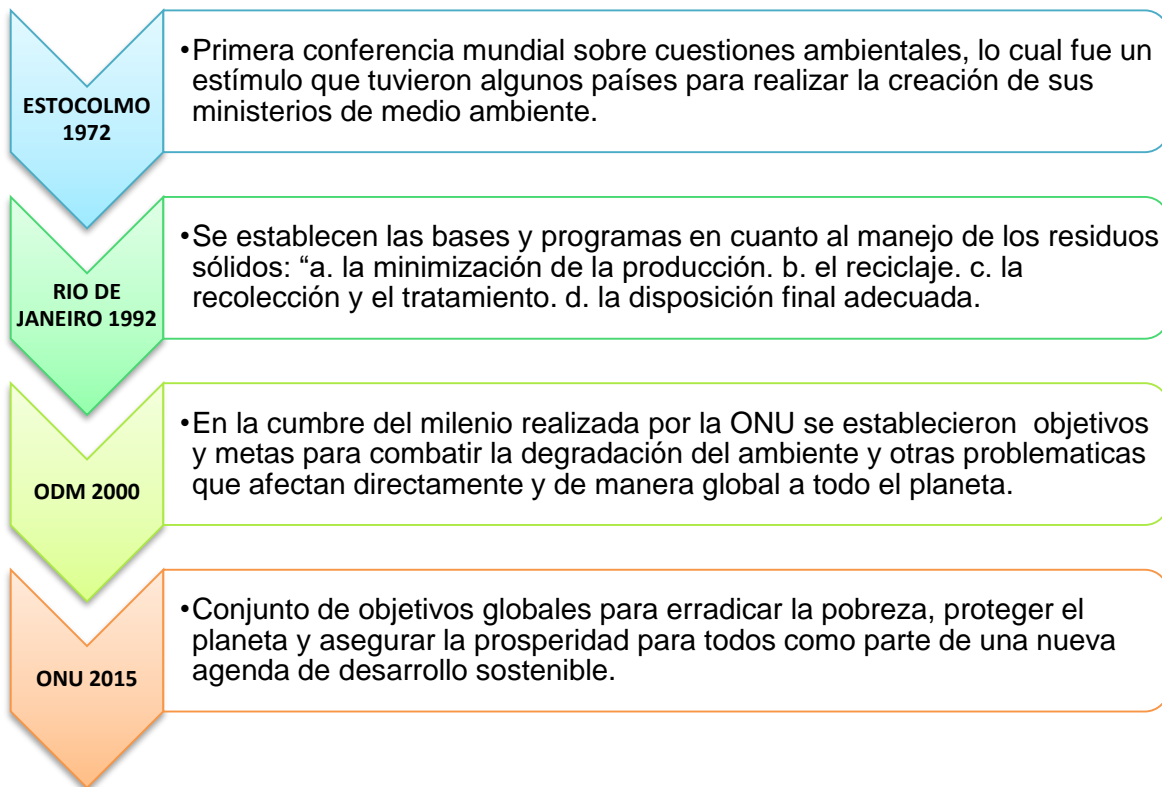 ESTOCOLMO
1972
•Primera conferencia mundial sobre cuestiones ambientales, lo cual fue un
estímulo que tuvieron algunos países para realizar la creación de sus
ministerios de medio ambiente.
RIO DE
JANEIRO 1992
•Se establecen las bases y programas en cuanto al manejo de los residuos
sólidos: “a. la minimización de la producción. b. el reciclaje. c. la
recolección y el tratamiento. d. la disposición final adecuada.
ODM 2000
•En la cumbre del milenio realizada por la ONU se establecieron objetivos
y metas para combatir la degradación del ambiente y otras problematicas
que afectan directamente y de manera global a todo el planeta.
ONU 2015
•Conjunto de objetivos globales para erradicar la pobreza, proteger el
planeta y asegurar la prosperidad para todos como parte de una nueva
agenda de desarrollo sostenible.